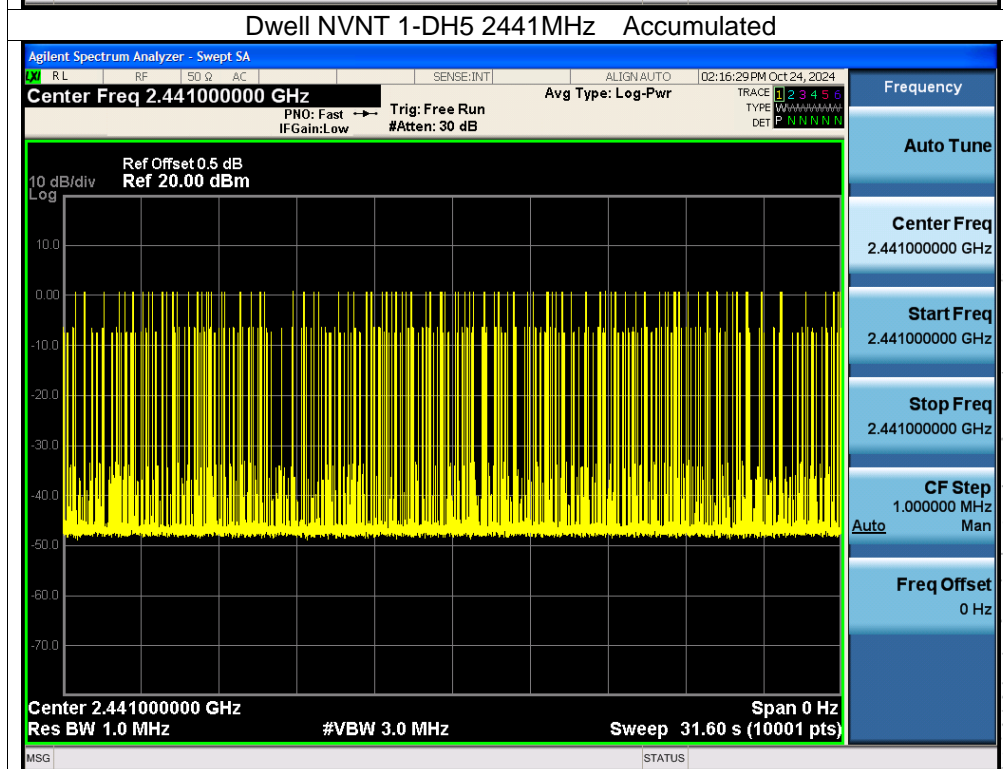 Dwell NVNT 1-DH5 2441MHz Accumulated
Agilent Spectrum Analyzer - Swept SA
LXI RL RF 50 Ω AC SENSE:INT ALIGNAUTO 02:16:29 PM Oct 24, 2024
Center Freq 2.441000000 GHz
PNO: Fast
IFGain:Low
Trig: Free Run
#Atten: 30 dB
Avg Type: Log-Pwr
TRACE 1 2 3 4 5 6
TYPE W
DET P N N N N N
Ref Offset 0.5 dB
10 dB/div Ref 20.00 dBm
Log
10.0
0.00
-10.0
-20.0
-30.0
-40.0
-50.0
-60.0
-70.0
Center 2.441000000 GHz Span 0 Hz
Res BW 1.0 MHz #VBW 3.0 MHz Sweep 31.60 s (10001 pts)
MSG STATUS
Frequency
Auto Tune
Center Freq
2.441000000 GHz
Start Freq
2.441000000 GHz
Stop Freq
2.441000000 GHz
CF Step
1.000000 MHz
Auto Man
Freq Offset
0 Hz